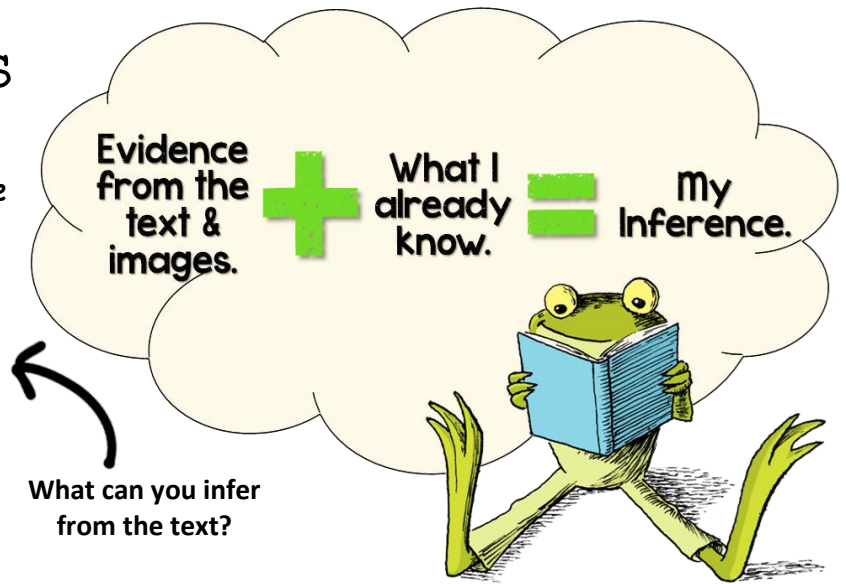 Evidence
from the
text &
images.
What I
already
know.
My
Inference.
What can you infer
from the text?